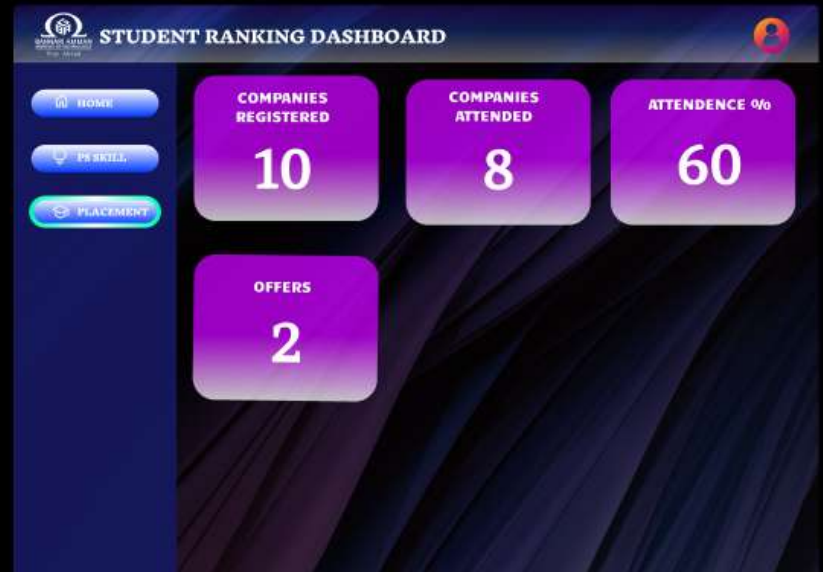 STUDENT RANKING DASHBOARD
HOME
PS SKILL
PLACEMENT
COMPANIES
REGISTERED
10
COMPANIES
ATTENDED
8
ATTENDENCE %
60
OFFERS
2